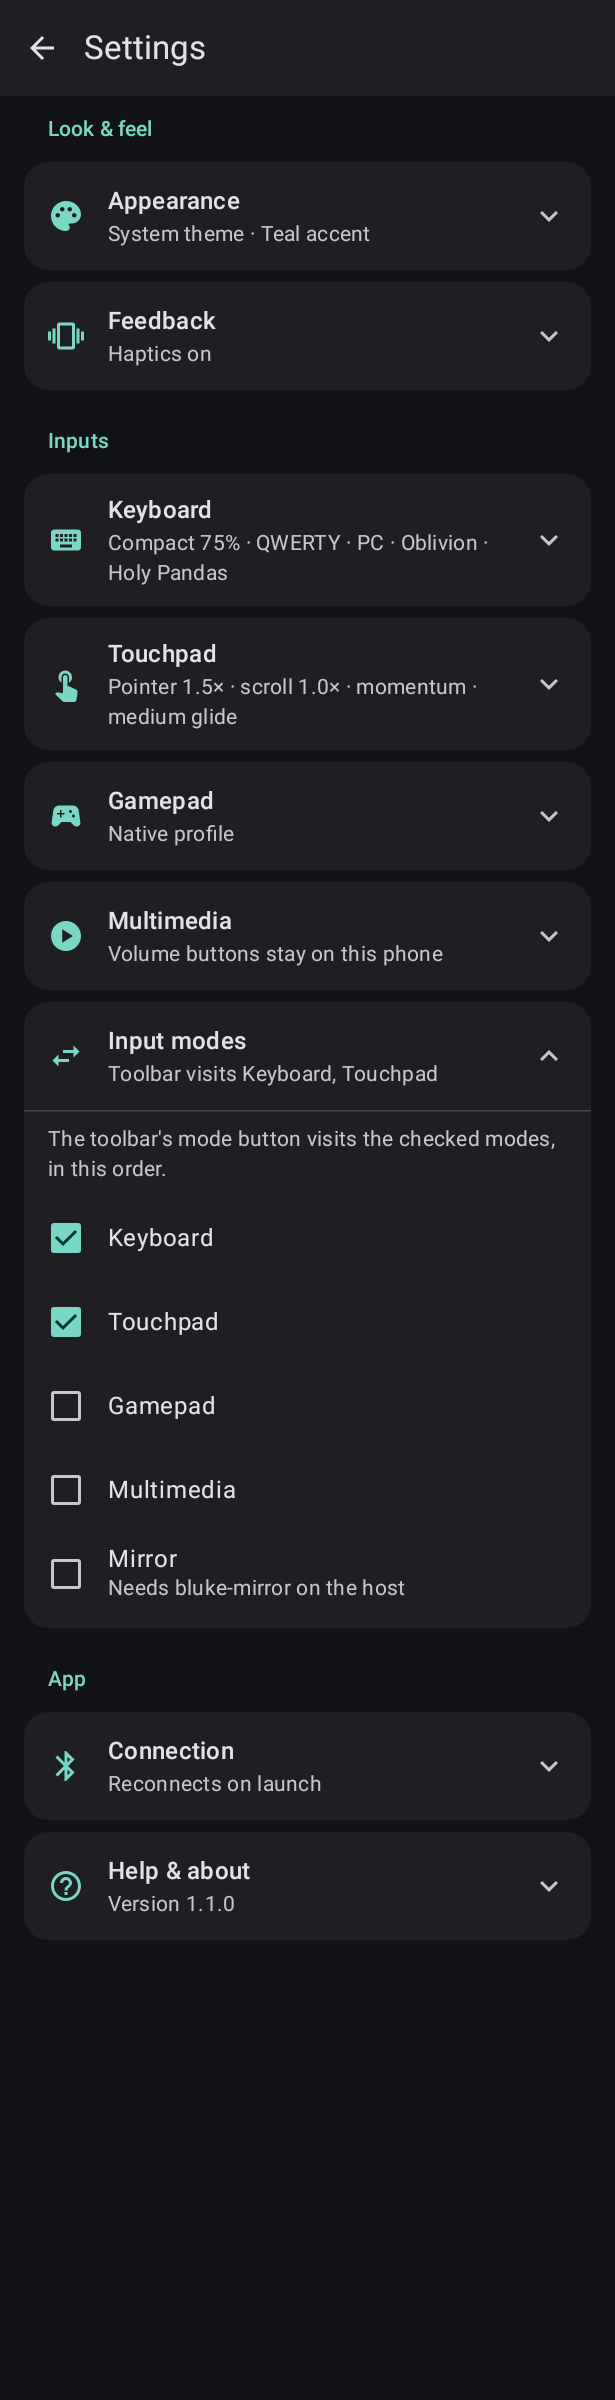 Settings
Look & feel
Appearance
System theme · Teal accent
Feedback
Haptics on
Inputs
Keyboard
Compact 75% · QWERTY · PC · Oblivion ·
Holy Pandas
Touchpad
Pointer 1.5× · scroll 1.0× · momentum ·
medium glide
Gamepad
Native profile
Multimedia
Volume buttons stay on this phone
Input modes
Toolbar visits Keyboard, Touchpad
The toolbar's mode button visits the checked modes,
in this order.
Keyboard
Touchpad
Gamepad
Multimedia
Mirror
Needs bluke-mirror on the host
App
Connection
Reconnects on launch
Help & about
Version 1.1.0